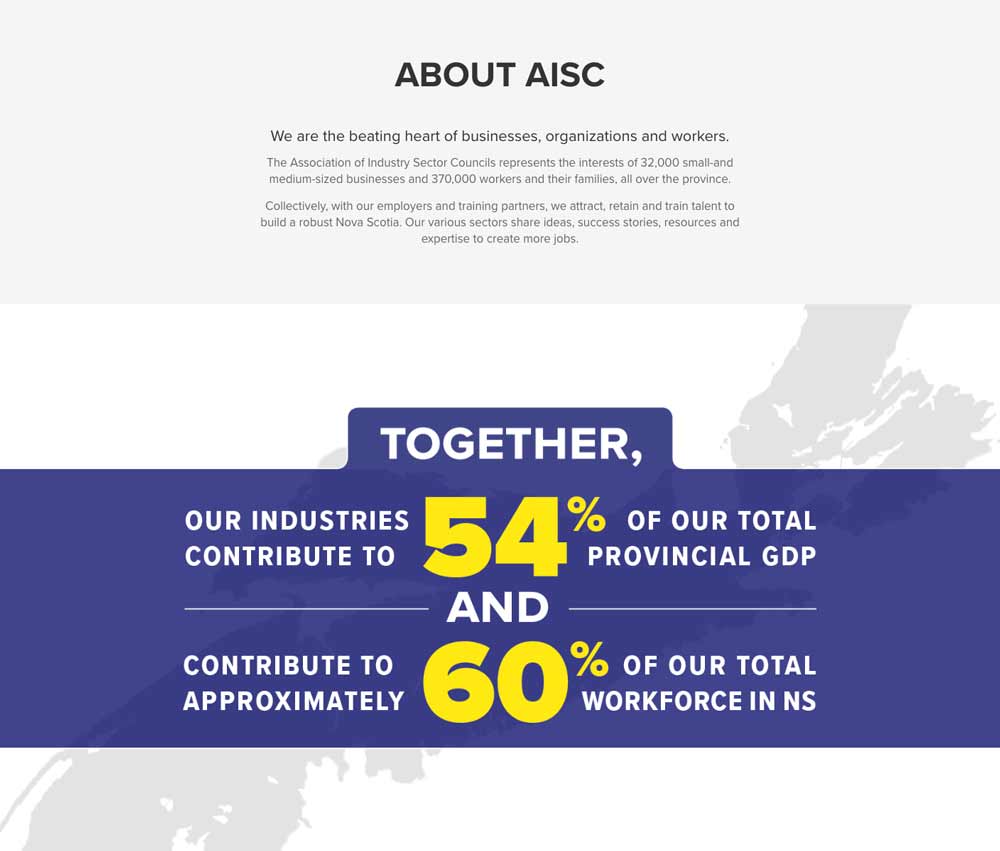 ABOUT AISC
We are the beating heart of businesses, organizations and workers.
The Association of Industry Sector Councils represents the interests of 32,000 small-and
medium-sized businesses and 370,000 workers and their families, all over the province.
Collectively, with our employers and training partners, we attract, retain and train talent to
build a robust Nova Scotia. Our various sectors share ideas, success stories, resources and
expertise to create more jobs.
TOGETHER,
OUR INDUSTRIES
CONTRIBUTE TO
54%
OF OUR TOTAL
PROVINCIAL GDP
AND
CONTRIBUTE TO
APPROXIMATELY
60%
OF OUR TOTAL
WORKFORCE IN NS